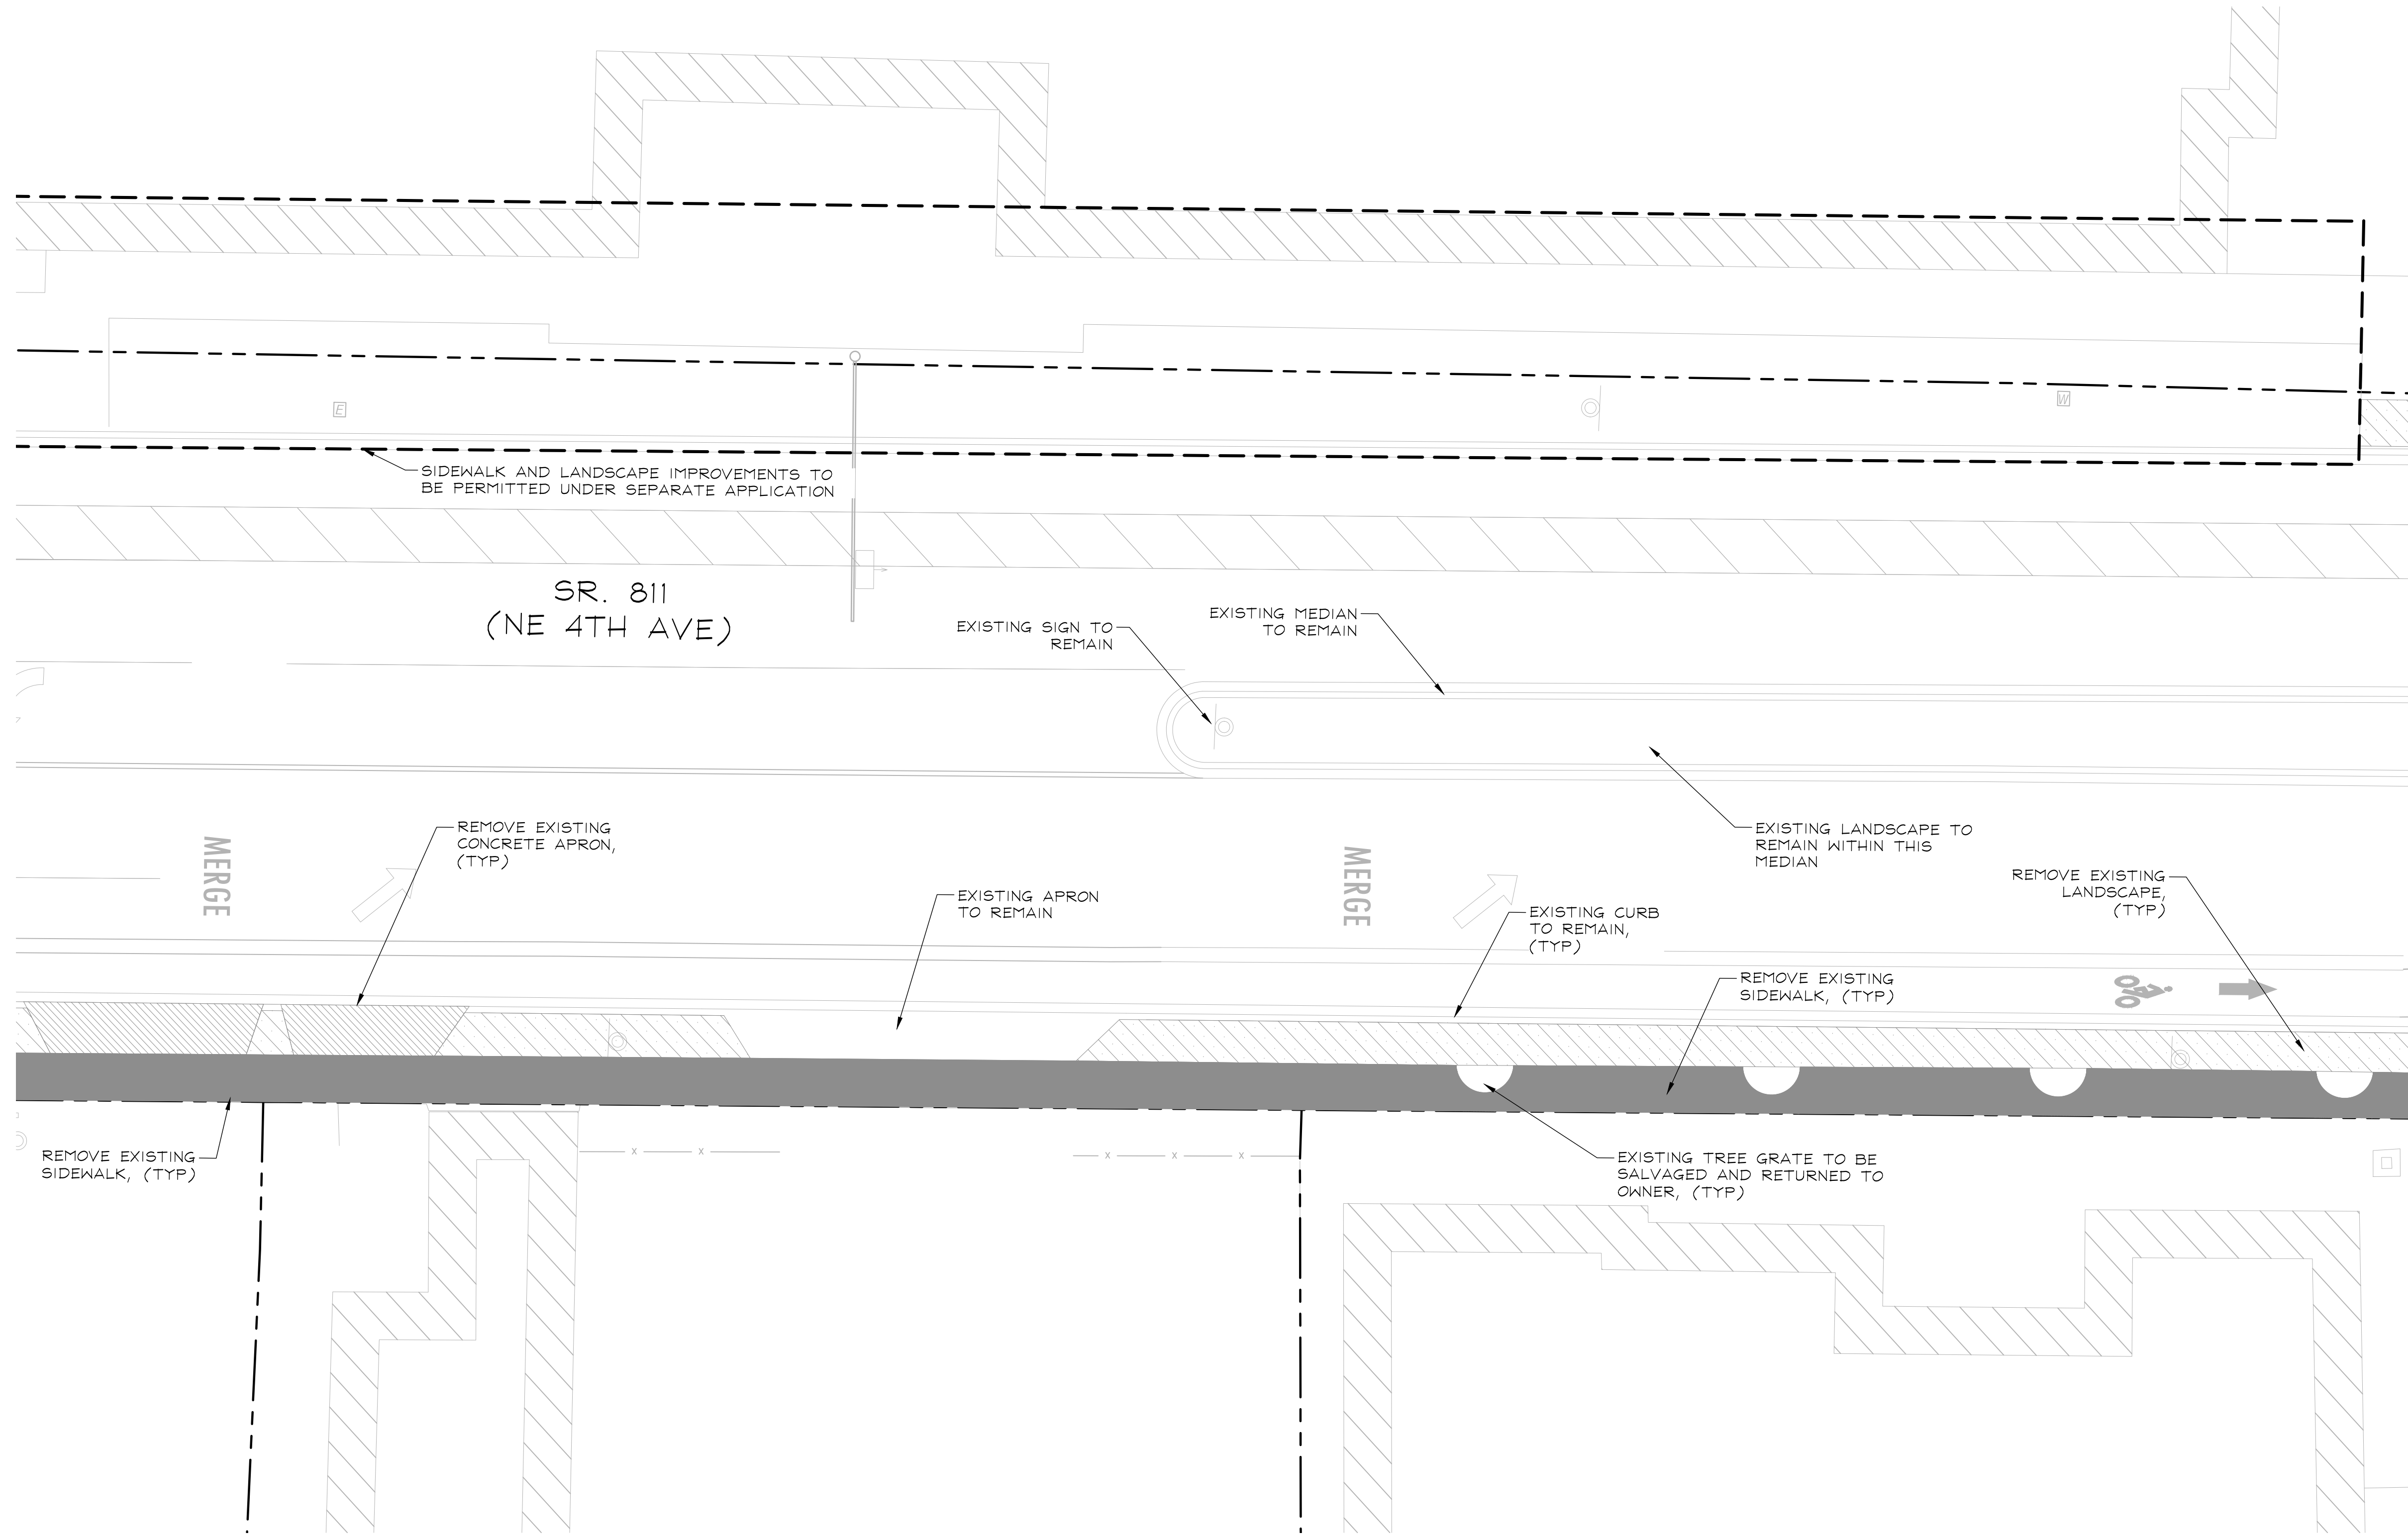 E
W
SIDEWALK AND LANDSCAPE IMPROVEMENTS TO
BE PERMITTED UNDER SEPARATE APPLICATION
SR. 811
(NE 4TH AVE)
EXISTING SIGN TO
REMAIN
EXISTING MEDIAN
TO REMAIN
REMOVE EXISTING
CONCRETE APRON,
(TYP)
MERGE
EXISTING APRON
TO REMAIN
MERGE
EXISTING LANDSCAPE TO
REMAIN WITHIN THIS
MEDIAN
REMOVE EXISTING
LANDSCAPE,
(TYP)
EXISTING CURB
TO REMAIN,
(TYP)
REMOVE EXISTING
SIDEWALK, (TYP)
REMOVE EXISTING
SIDEWALK, (TYP)
X
X
X
X
X
EXISTING TREE GRATE TO BE
SALVAGED AND RETURNED TO
OWNER, (TYP)